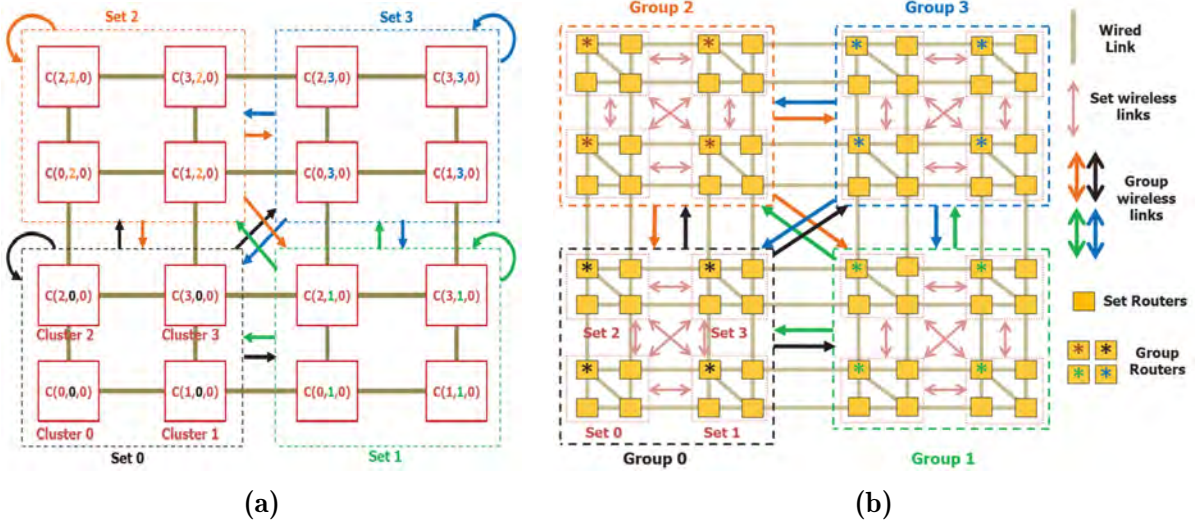 Set 2
Set 3
C(2,2,0) C(3,2,0) C(2,3,0) C(3,3,0)
C(0,2,0) C(1,2,0) C(0,3,0) C(1,3,0)
C(2,0,0) C(3,0,0) C(2,1,0) C(3,1,0)
Cluster 2 Cluster 3
C(0,0,0) C(1,0,0) C(0,1,0) C(1,1,0)
Cluster 0 Cluster 1
Set 0
Set 1
(a)
Group 2
Group 3
* * * *
* * * *
* * * *
Set 2 Set 3
* * * *
Set 0 Set 1
Group 0
Group 1
Wired
Link
Set wireless
links
Group
wireless
links
Set Routers
* *
* *
Group
Routers
(b)